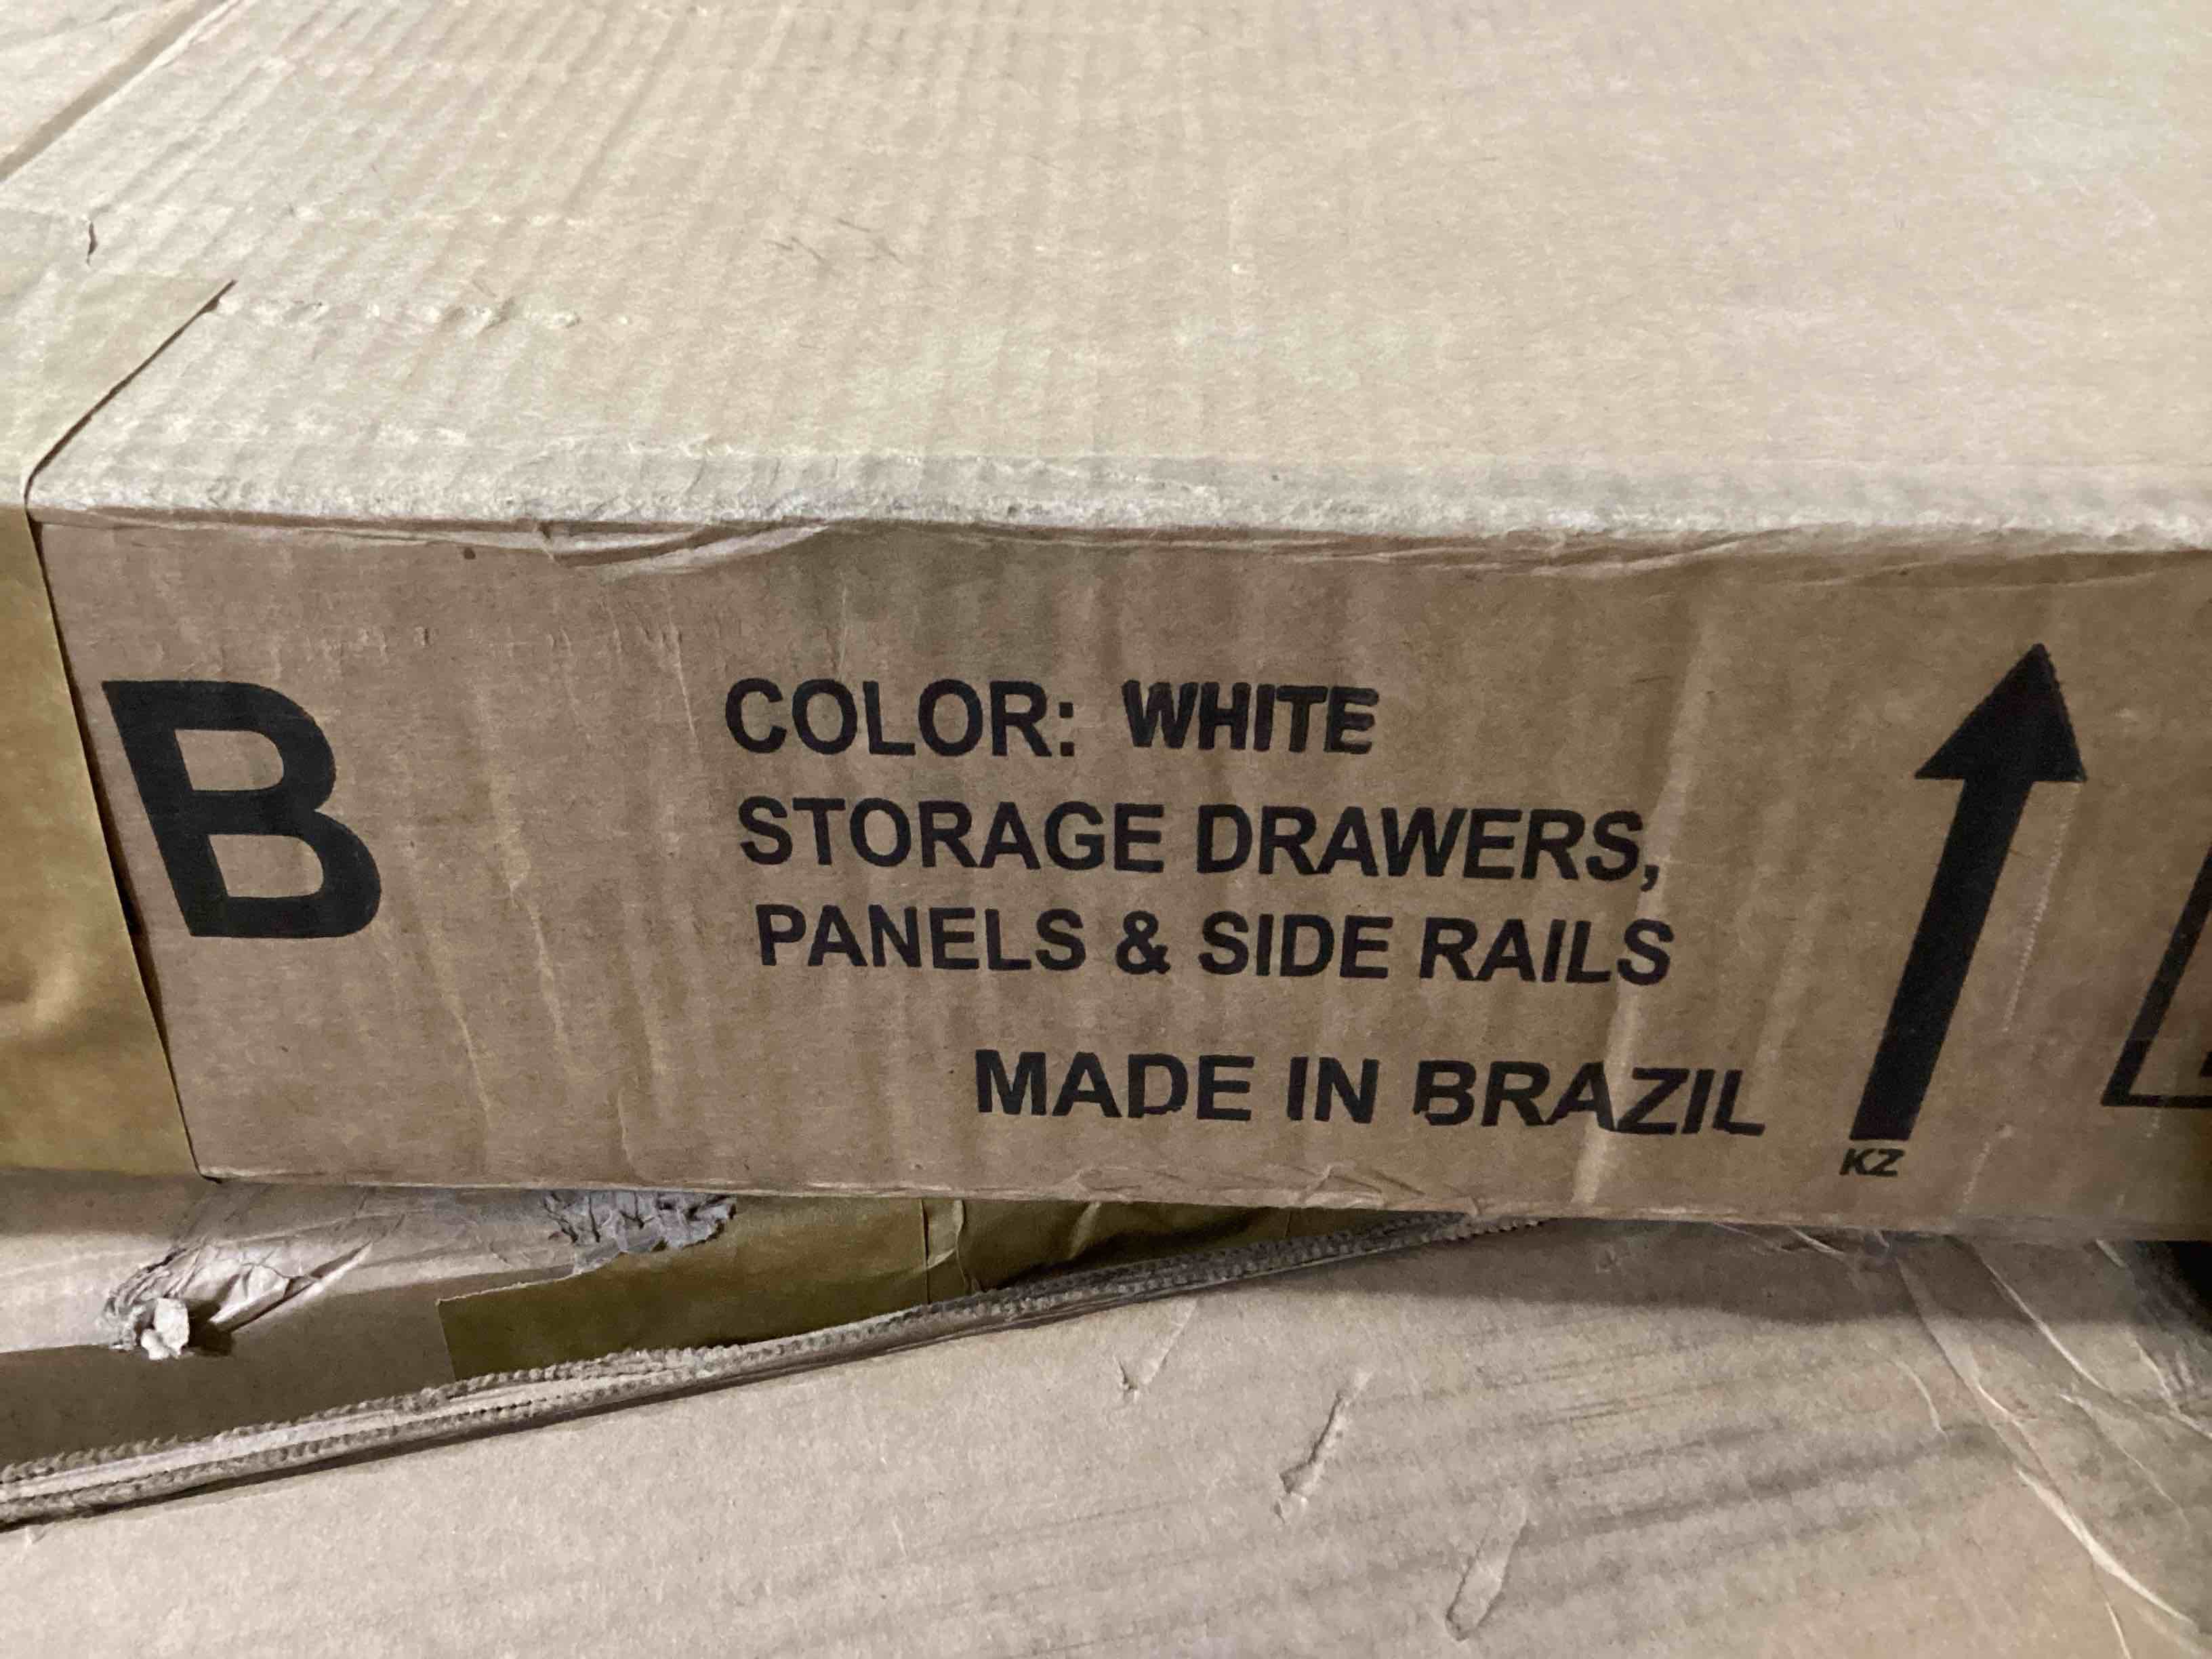 B
COLOR: WHITE
STORAGE DRAWERS,
PANELS & SIDE RAILS
MADE IN BRAZIL
KZ